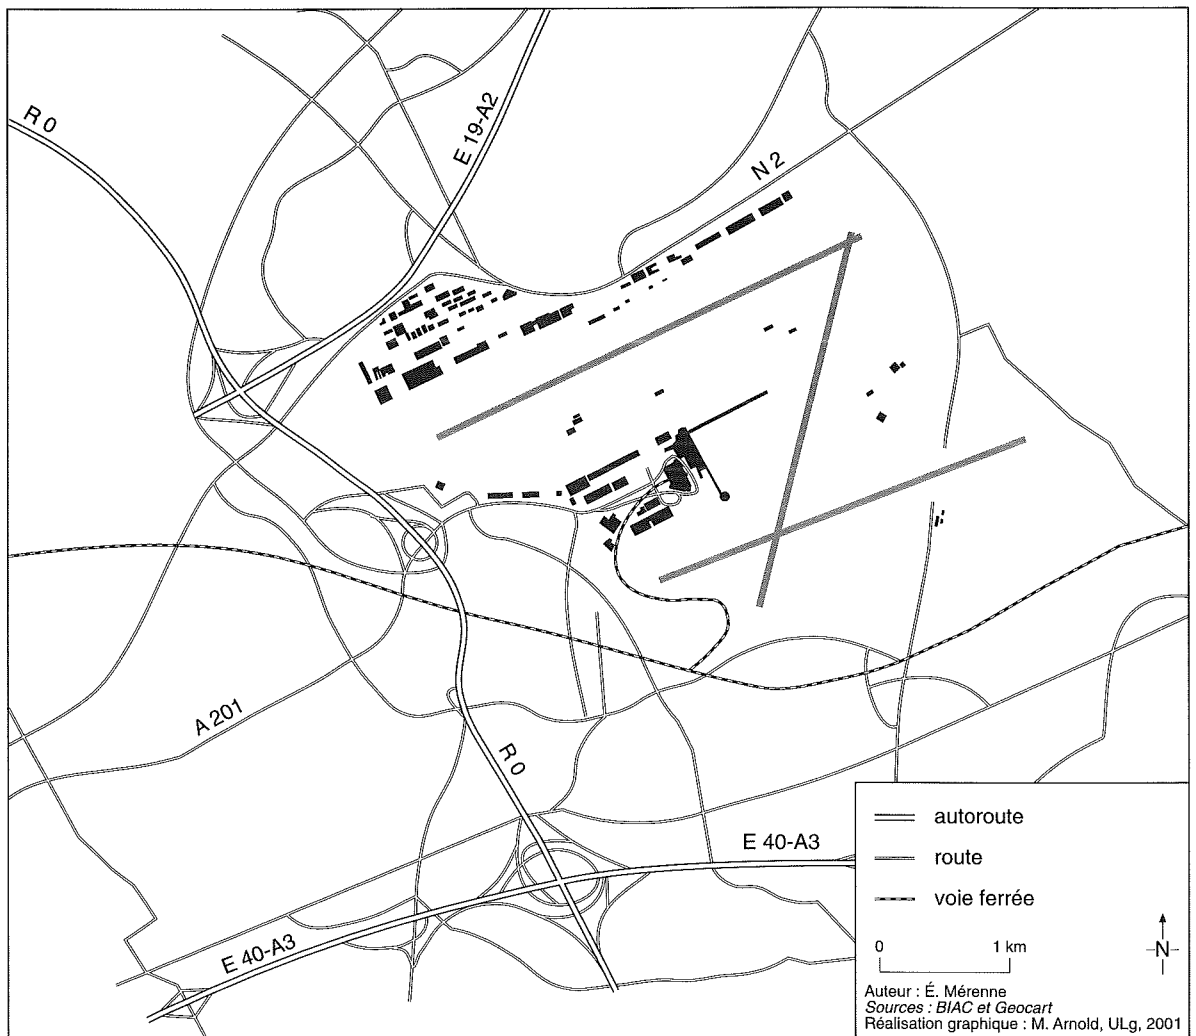 R 0
E 19-A2
N 2
A 201
R 0
E 40-A3
E 40-A3
autoroute
route
voie ferrée
0 1 km
N
Auteur : É. Mérenne
Sources : BIAC et Geocart
Réalisation graphique : M. Arnold, ULg, 2001